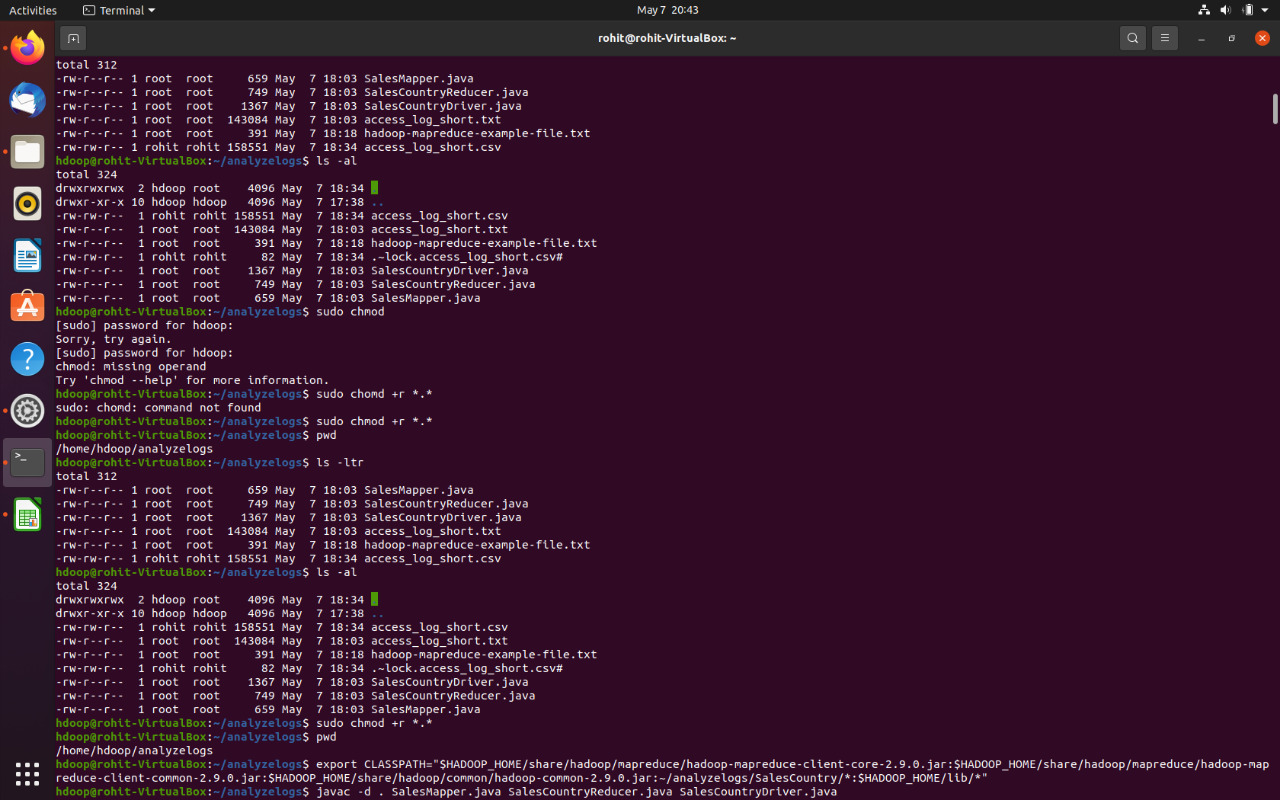 Activities
Terminal
May 7 20:43
rohit@rohit-VirtualBox: ~
total 312
-rw-r--r-- 1 root  root     659 May  7 18:03 SalesMapper.java
-rw-r--r-- 1 root  root     749 May  7 18:03 SalesCountryReducer.java
-rw-r--r-- 1 root  root    1367 May  7 18:03 SalesCountryDriver.java
-rw-r--r-- 1 root  root  143084 May  7 18:03 access_log_short.txt
-rw-r--r-- 1 root  root     391 May  7 18:18 hadoop-mapreduce-example-file.txt
-rw-rw-r-- 1 rohit rohit 158551 May  7 18:34 access_log_short.csv
hdoop@rohit-VirtualBox:~/analyzelogs$ ls -al
total 324
drwxrwxrwx  2 hdoop root    4096 May  7 18:34 .
drwxr-xr-x 10 hdoop hdoop   4096 May  7 17:38 ..
-rw-rw-r--  1 rohit rohit 158551 May  7 18:34 access_log_short.csv
-rw-r--r--  1 root  root  143084 May  7 18:03 access_log_short.txt
-rw-r--r--  1 root  root     391 May  7 18:18 hadoop-mapreduce-example-file.txt
-rw-rw-r--  1 rohit rohit     82 May  7 18:34 .~lock.access_log_short.csv#
-rw-r--r--  1 root  root    1367 May  7 18:03 SalesCountryDriver.java
-rw-r--r--  1 root  root     749 May  7 18:03 SalesCountryReducer.java
-rw-r--r--  1 root  root     659 May  7 18:03 SalesMapper.java
hdoop@rohit-VirtualBox:~/analyzelogs$ sudo chmod
[sudo] password for hdoop:
Sorry, try again.
[sudo] password for hdoop:
chmod: missing operand
Try 'chmod --help' for more information.
hdoop@rohit-VirtualBox:~/analyzelogs$ sudo chomd +r *.*
sudo: chomd: command not found
hdoop@rohit-VirtualBox:~/analyzelogs$ sudo chmod +r *.*
hdoop@rohit-VirtualBox:~/analyzelogs$ pwd
/home/hdoop/analyzelogs
hdoop@rohit-VirtualBox:~/analyzelogs$ ls -ltr
total 312
-rw-r--r-- 1 root  root     659 May  7 18:03 SalesMapper.java
-rw-r--r-- 1 root  root     749 May  7 18:03 SalesCountryReducer.java
-rw-r--r-- 1 root  root    1367 May  7 18:03 SalesCountryDriver.java
-rw-r--r-- 1 root  root  143084 May  7 18:03 access_log_short.txt
-rw-r--r-- 1 root  root     391 May  7 18:18 hadoop-mapreduce-example-file.txt
-rw-rw-r-- 1 rohit rohit 158551 May  7 18:34 access_log_short.csv
hdoop@rohit-VirtualBox:~/analyzelogs$ ls -al
total 324
drwxrwxrwx  2 hdoop root    4096 May  7 18:34 .
drwxr-xr-x 10 hdoop hdoop   4096 May  7 17:38 ..
-rw-rw-r--  1 rohit rohit 158551 May  7 18:34 access_log_short.csv
-rw-r--r--  1 root  root  143084 May  7 18:03 access_log_short.txt
-rw-r--r--  1 root  root     391 May  7 18:18 hadoop-mapreduce-example-file.txt
-rw-rw-r--  1 rohit rohit     82 May  7 18:34 .~lock.access_log_short.csv#
-rw-r--r--  1 root  root    1367 May  7 18:03 SalesCountryDriver.java
-rw-r--r--  1 root  root     749 May  7 18:03 SalesCountryReducer.java
-rw-r--r--  1 root  root     659 May  7 18:03 SalesMapper.java
hdoop@rohit-VirtualBox:~/analyzelogs$ sudo chmod +r *.*
hdoop@rohit-VirtualBox:~/analyzelogs$ pwd
/home/hdoop/analyzelogs
hdoop@rohit-VirtualBox:~/analyzelogs$ export CLASSPATH="$HADOOP_HOME/share/hadoop/mapreduce/hadoop-mapreduce-client-core-2.9.0.jar:$HADOOP_HOME/share/hadoop/mapreduce/hadoop-map
reduce-client-common-2.9.0.jar:$HADOOP_HOME/share/hadoop/common/hadoop-common-2.9.0.jar:~/analyzelogs/SalesCountry/*:$HADOOP_HOME/lib/*"
hdoop@rohit-VirtualBox:~/analyzelogs$ javac -d . SalesMapper.java SalesCountryReducer.java SalesCountryDriver.java